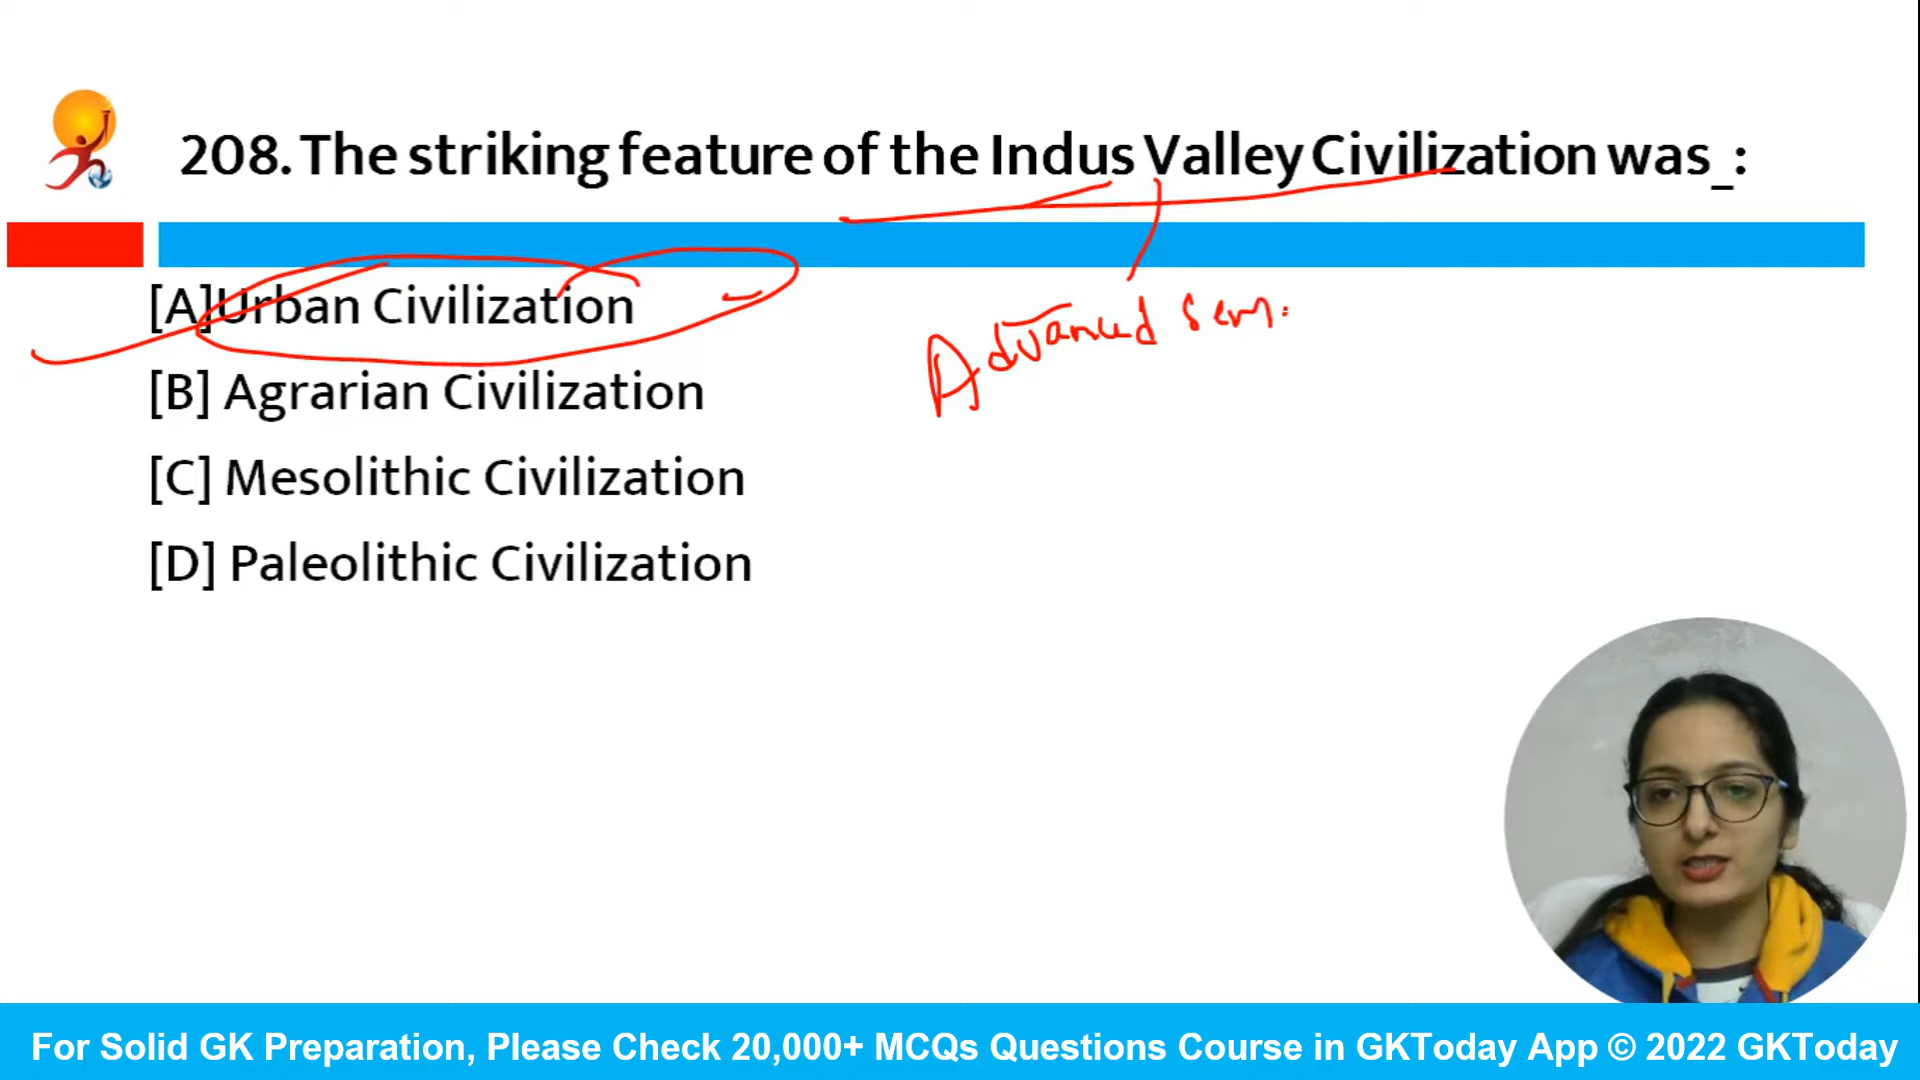 208. The striking feature of the Indus Valley Civilization was_:
[A]Urban Civilization
Advanced
[B] Agrarian Civilization
[C] Mesolithic Civilization
[D] Paleolithic Civilization
For Solid GK Preparation, Please Check 20,000+ MCQs Questions Course in GKToday App © 2022 GKToday